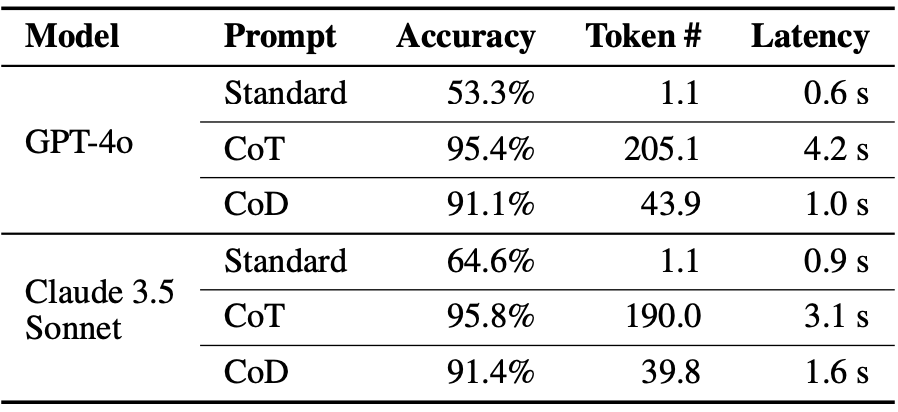 Model Prompt Accuracy Token # Latency
GPT-4o
Standard 53.3% 1.1 0.6 s
CoT 95.4% 205.1 4.2 s
CoD 91.1% 43.9 1.0 s
Claude 3.5
Sonnet
Standard 64.6% 1.1 0.9 s
CoT 95.8% 190.0 3.1 s
CoD 91.4% 39.8 1.6 s